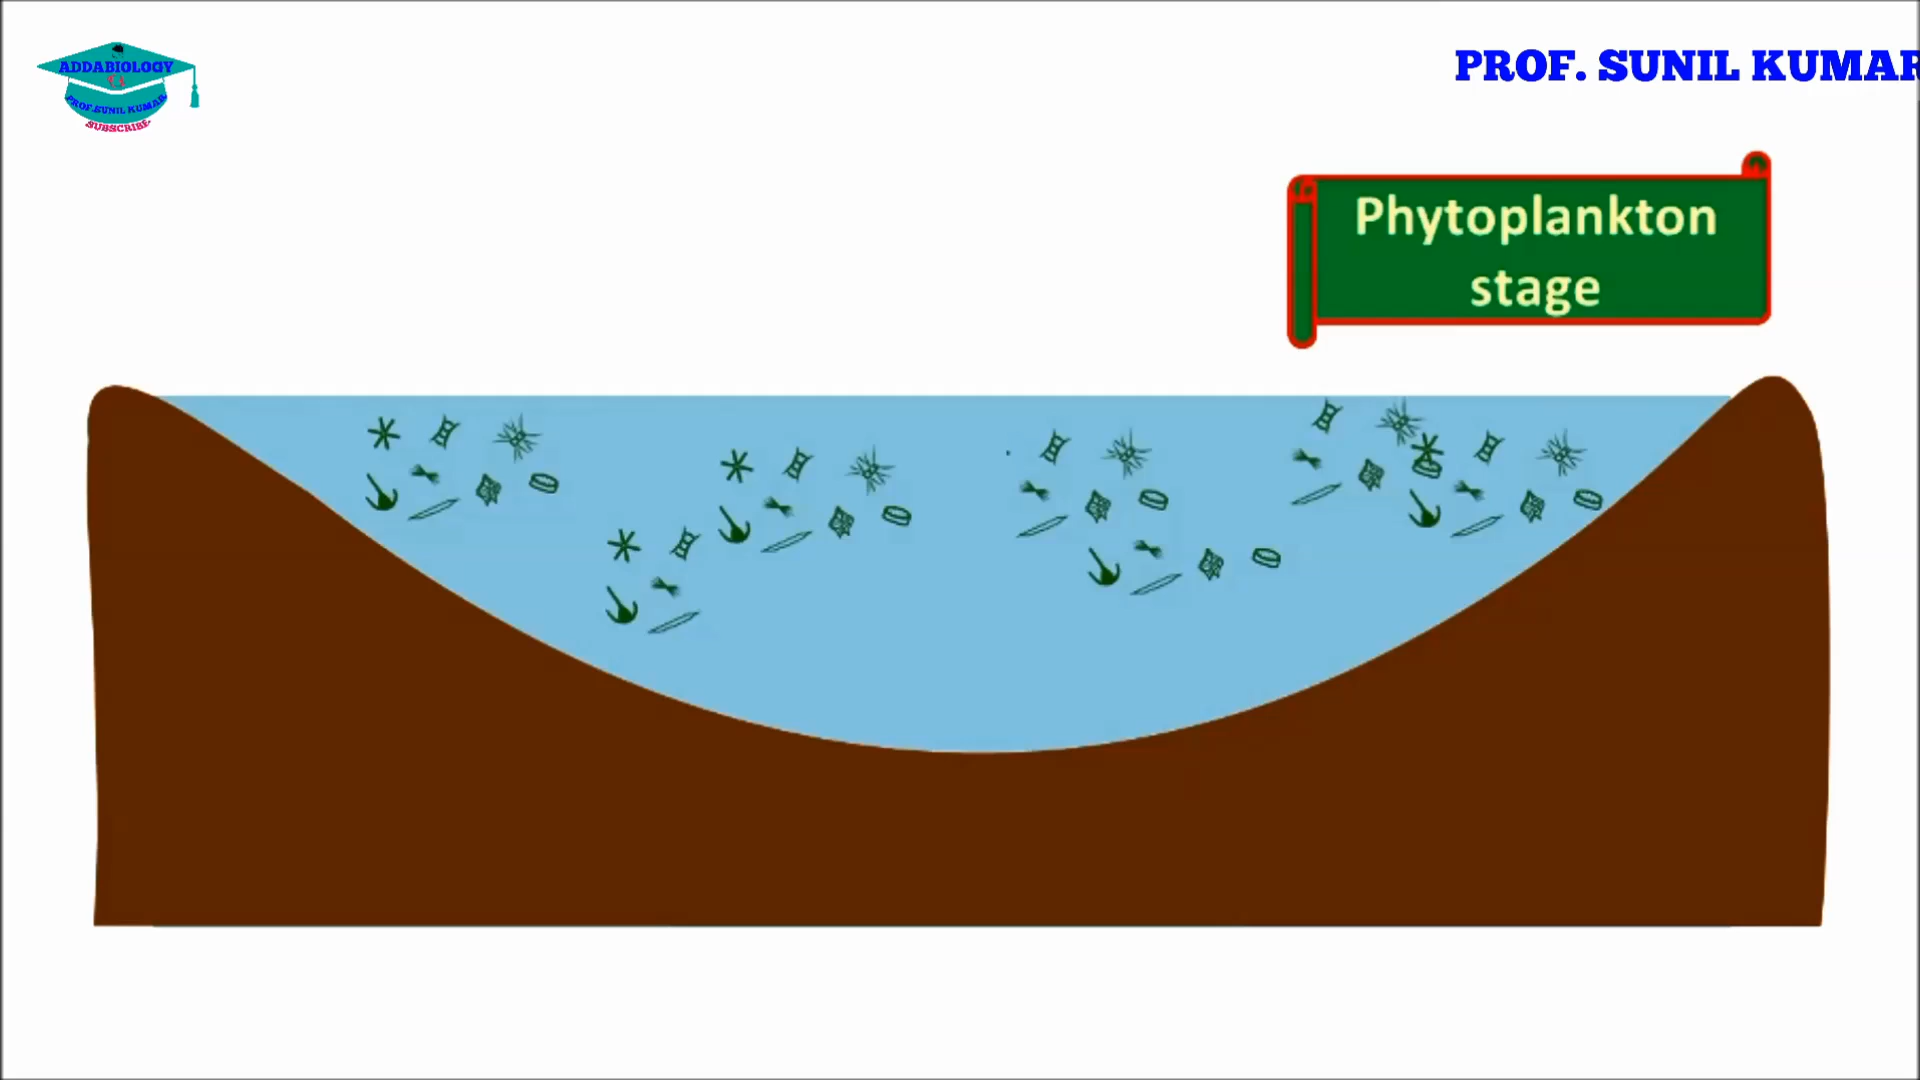 ADDABIOLOGY
PROF.SUNIL KUMAR
SUBSCRIBE
PROF. SUNIL KUMAR
Phytoplankton
stage